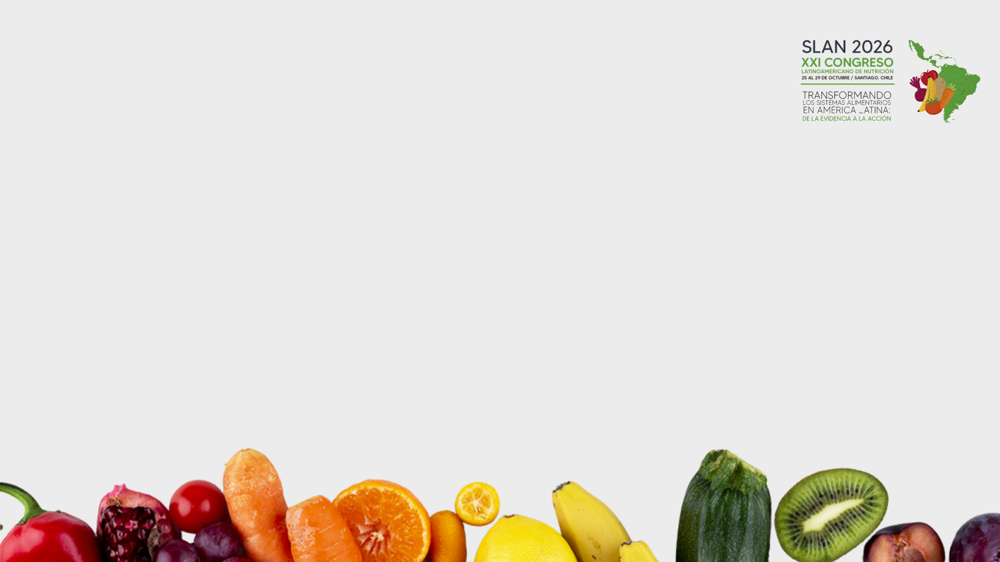 SLAN 2026
XXI CONGRESO
LATINOAMERICANO DE NUTRICIÓN
25 AL 29 DE OCTUBRE / SANTIAGO, CHILE
TRANSFORMANDO
LOS SISTEMAS ALIMENTARIOS
EN AMÉRICA LATINA:
DE LA EVIDENCIA A LA ACCIÓN